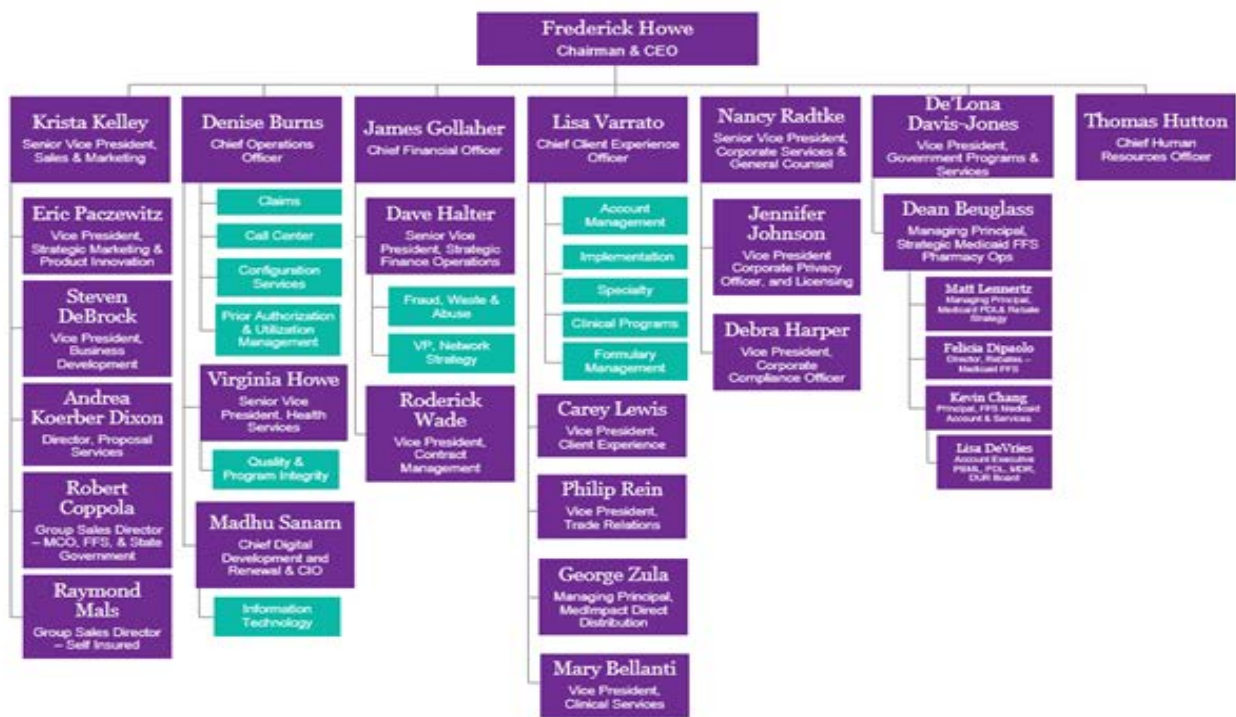 Frederick Howe
Chairman & CEO
Krista Kelley
Senior Vice President,
Sales & Marketing
Eric Paczewitz
Vice President,
Strategic Marketing &
Product Innovation
Steven
DeBrock
Vice President,
Business
Development
Andrea
Koerber Dixon
Director, Proposal
Services
Robert
Coppola
Group Sales Director
– MCO, FFS, & State
Government
Raymond
Mals
Group Sales Director
– Self Insured
Denise Burns
Chief Operations
Officer
Claims
Call Center
Configuration
Services
Prior Authorization
& Utilization
Management
Virginia Howe
Senior Vice
President, Health
Services
Quality &
Program Integrity
Madhu Sanam
Chief Digital
Development and
Renewal & CIO
Information
Technology
James Gollaher
Chief Financial Officer
Dave Halter
Senior Vice
President, Strategic
Finance Operations
Fraud, Waste &
Abuse
VP, Network
Strategy
Roderick
Wade
Vice President,
Contract
Management
Lisa Varrato
Chief Client Experience
Officer
Account
Management
Implementation
Specialty
Clinical Programs
Formulary
Management
Carey Lewis
Vice President,
Client Experience
Philip Rein
Vice President,
Trade Relations
George Zula
Managing Principal,
MedImpact Direct
Distribution
Mary Bellanti
Vice President,
Clinical Services
Nancy Radtke
Senior Vice President,
Corporate Services &
General Counsel
Jennifer
Johnson
Vice President
Corporate Privacy
Officer, and Licensing
Debra Harper
Vice President,
Corporate
Compliance Officer
De'Lona
Davis-Jones
Vice President,
Government Programs &
Services
Dean Beuglass
Managing Principal,
Strategic Medicaid FFS
Pharmacy Ops
Matt Lennertz
Managing Principal,
Medicaid PDL& Rebate
Strategy
Felicia Dipaolo
Director, Rebates –
Medicaid FFS
Kevin Chang
Principal, FFS Medicaid
Account & Services
Lisa DeVries
Account Executive
PDL, MDR,
DUR Board
Thomas Hutton
Chief Human
Resources Officer